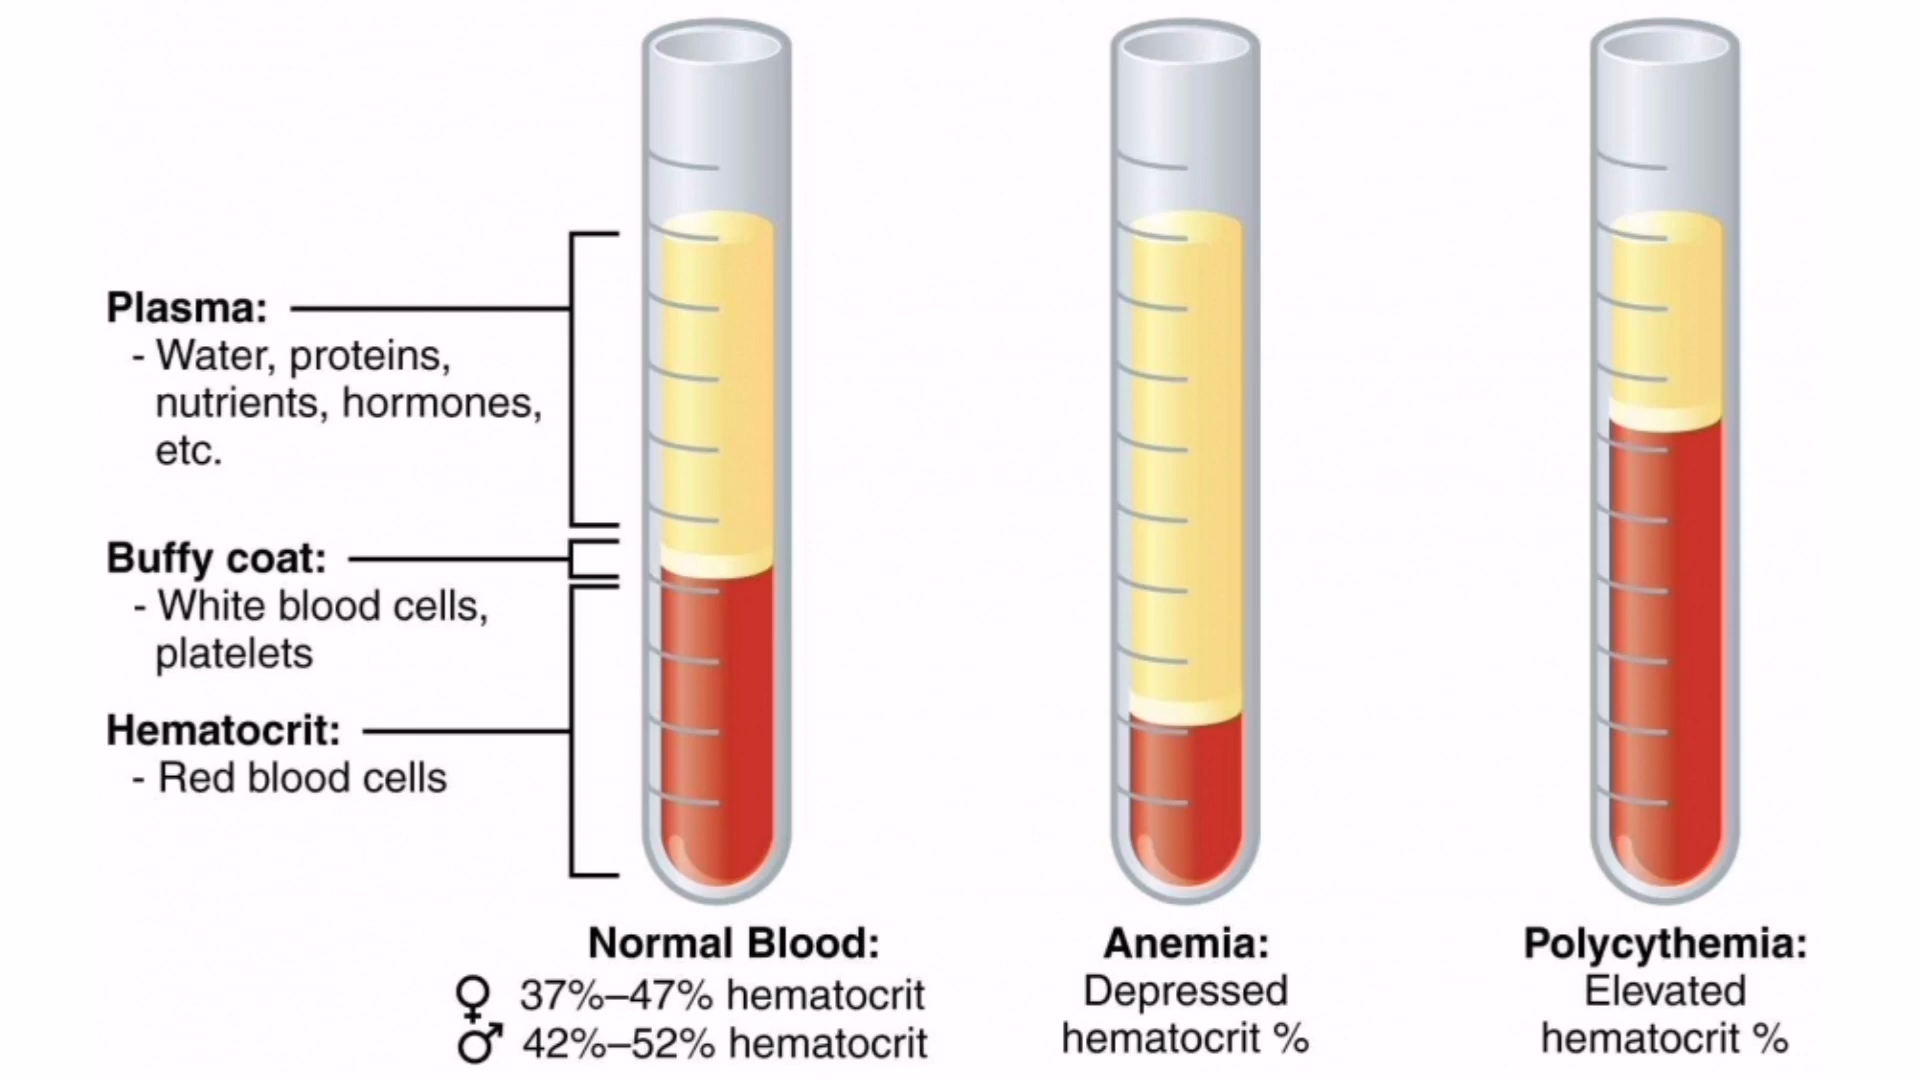 Plasma:
- Water, proteins,
nutrients, hormones,
etc.
Buffy coat:
- White blood cells,
platelets
Hematocrit:
- Red blood cells
Normal Blood:
♀ 37%–47% hematocrit
♂ 42%–52% hematocrit
Anemia:
Depressed
hematocrit %
Polycythemia:
Elevated
hematocrit %